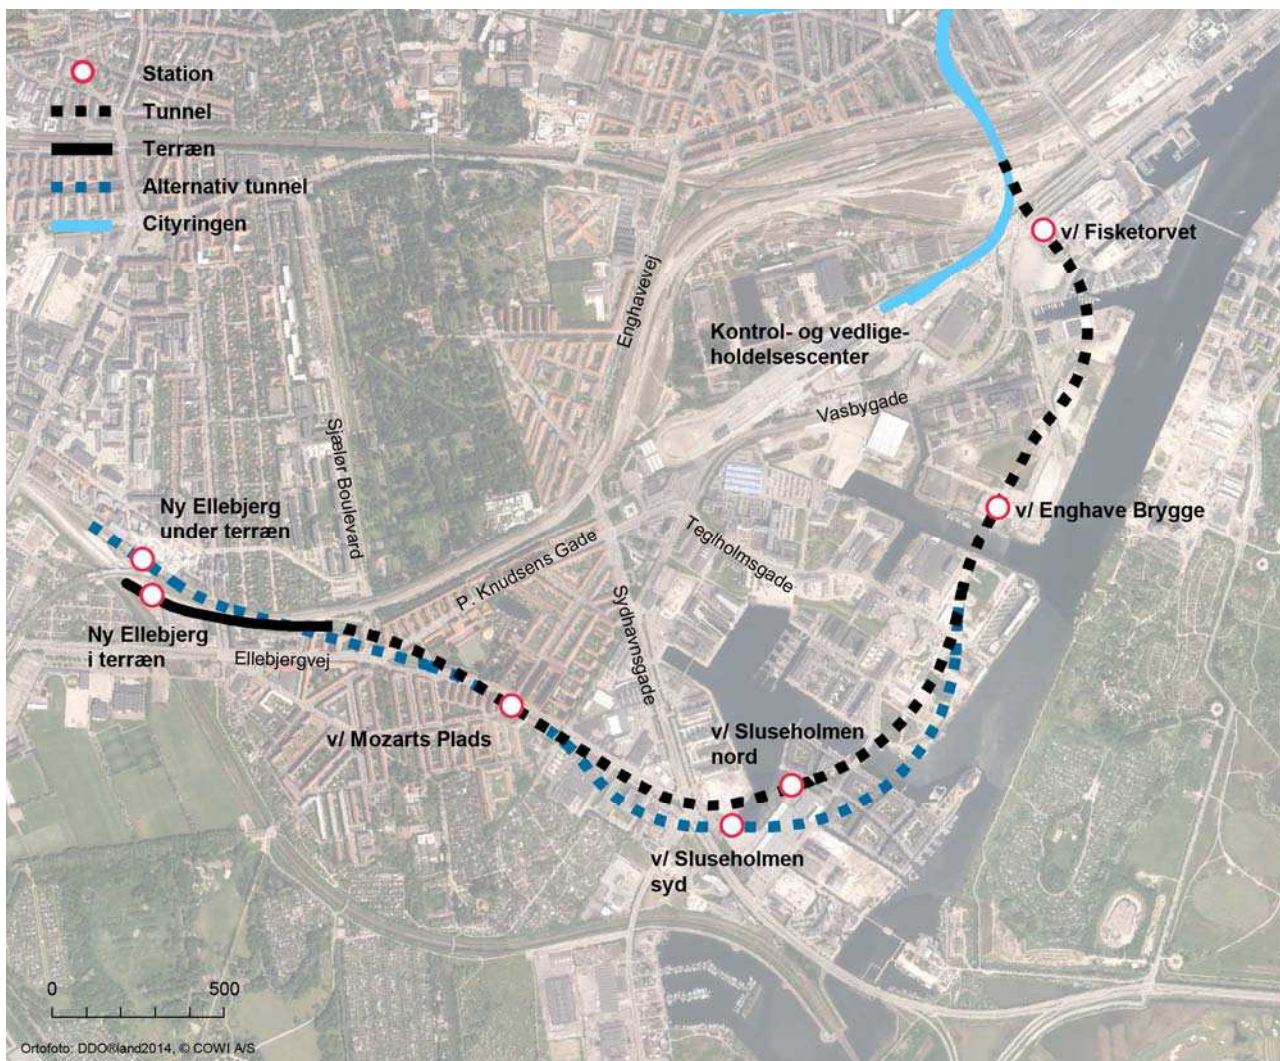 Station
Tunnel
Terræn
Alternativ tunnel
Cityringen
v/ Fisketorvet
Enghavevej
Kontrol- og vedlige-
holdelsescenter
Vasbygade
Sjælør Boulevard
Ny Ellebjerg
under terræn
v/ Enghave Brygge
Teglholmsgade
P. Knudsens Gade
Sydhavnsgade
Ny Ellebjerg
i terræn
Ellebjergvej
v/ Mozarts Plads
v/ Sluseholmen
nord
v/ Sluseholmen
syd
0 500
Ortofoto: DDO®land2014, © COWI A/S